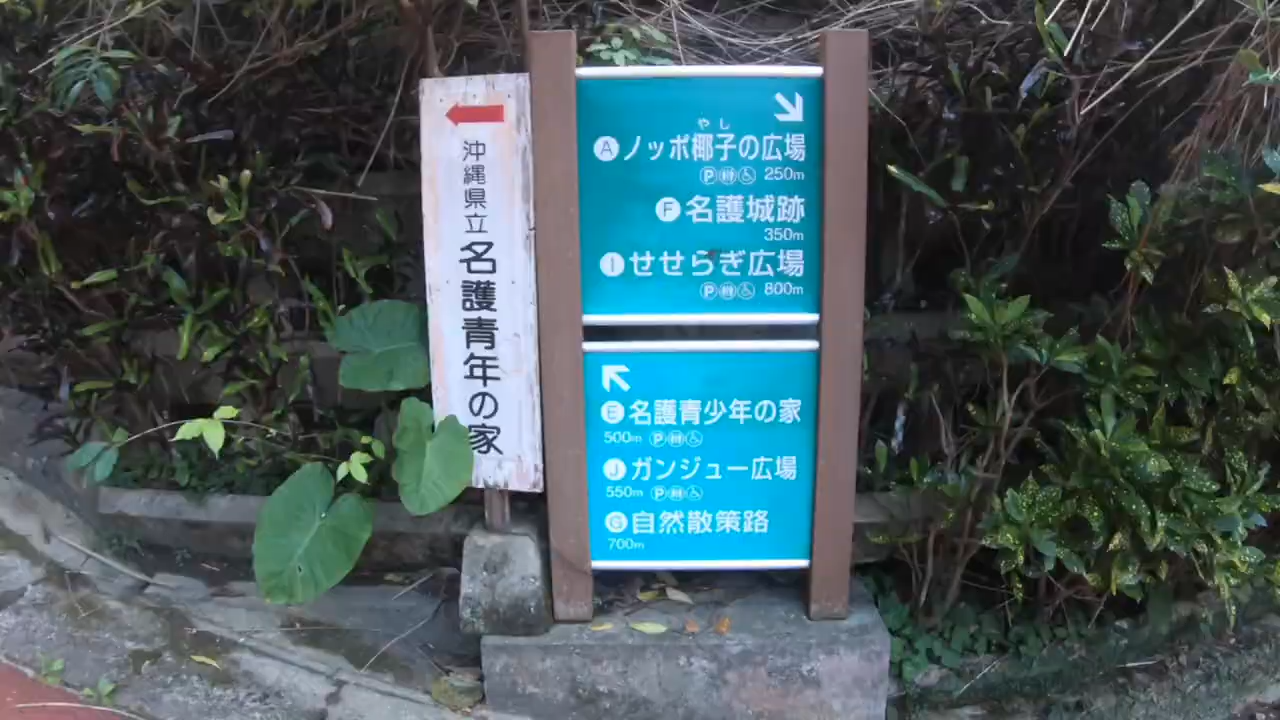 沖縄県立
名護青年の家
やし
Ⓐノッポ椰子の広場
Ⓟ 250m
Ⓕ名護城跡
350m
Ⓘせせらぎ広場
Ⓟ 800m
Ⓔ名護青少年の家
500m Ⓟ
Ⓙガンジュー広場
550m Ⓟ
Ⓖ自然散策路
700m